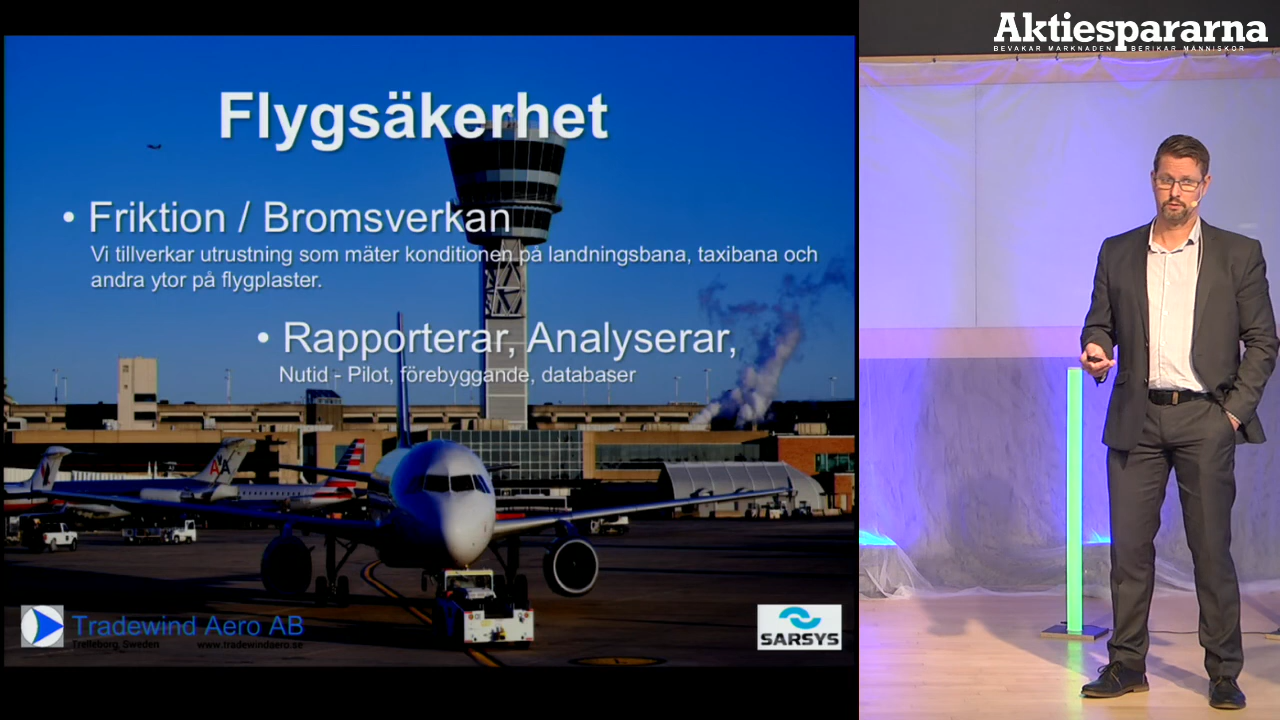 Aktiespararna
BEVAKAR MARKNADEN BERIKAR MÄNNISKOR
Flygsäkerhet
• Friktion / Bromsverkan
Vi tillverkar utrustning som mäter konditionen på landningsbana, taxibana och
andra ytor på flygplaster.
• Rapporterar, Analyserar,
Nutid - Pilot, förebyggande, databaser
AA
Tradewind Aero AB
Trelleborg, Sweden www.tradewindaero.se
SARSYS